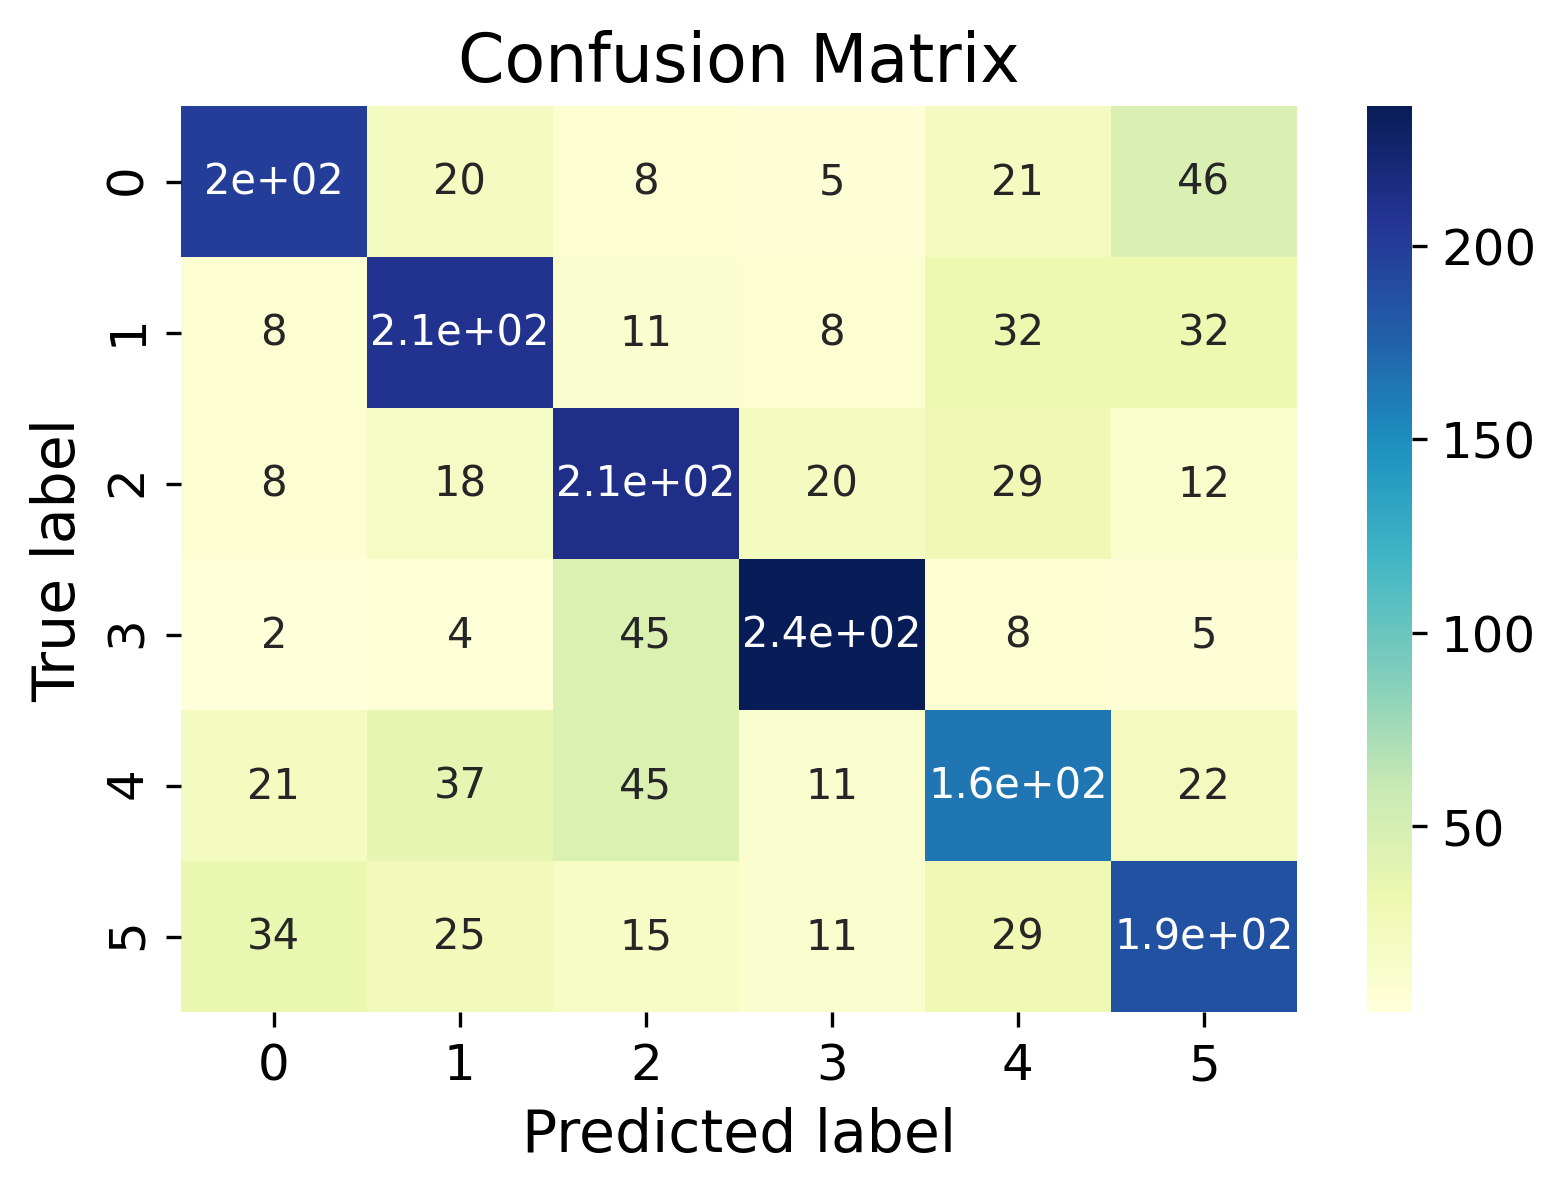 Confusion Matrix
0 2e+02 20 8 5 21 46
1 8 2.1e+02 11 8 32 32
2 8 18 2.1e+02 20 29 12
3 2 4 45 2.4e+02 8 5
4 21 37 45 11 1.6e+02 22
5 34 25 15 11 29 1.9e+02
0 1 2 3 4 5
Predicted label
True label
200
150
100
50